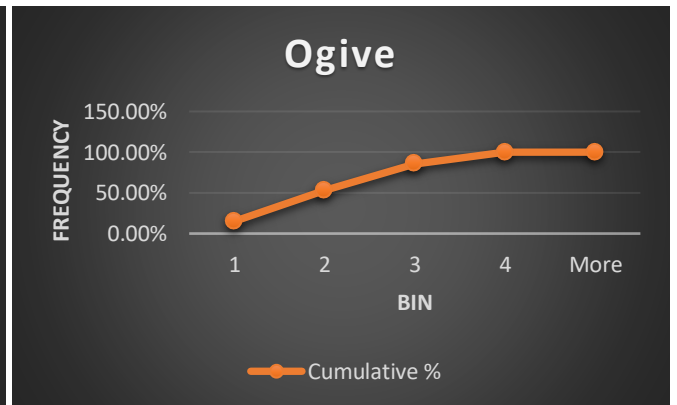 Ogive
FREQUENCY
150.00%
100.00%
50.00%
0.00%
1 2 3 4 More
BIN
Cumulative %